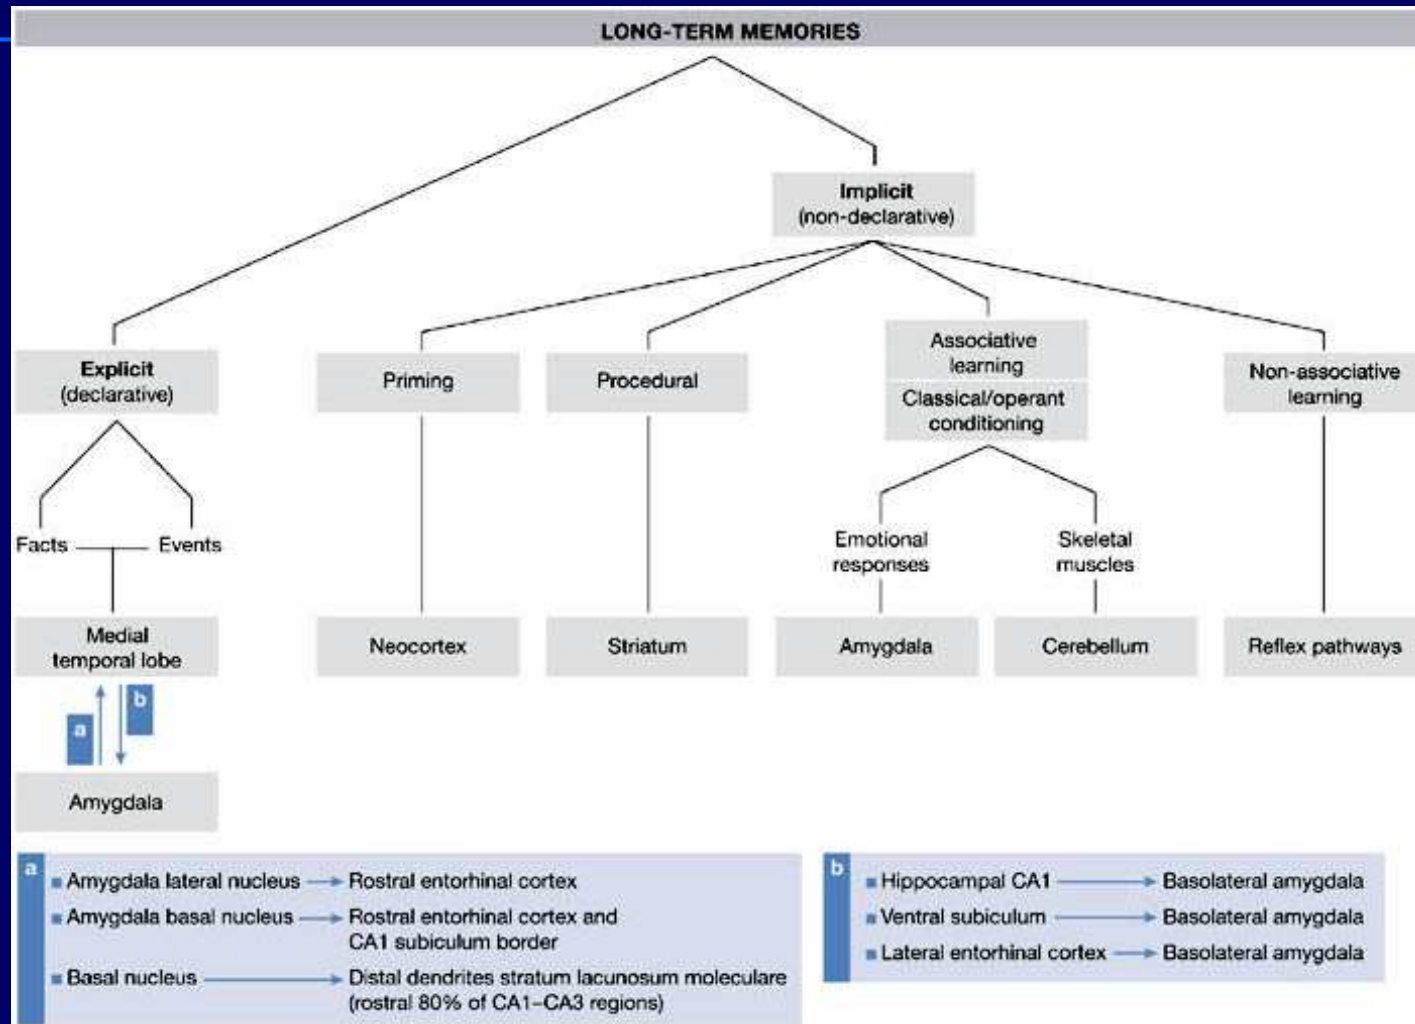 LONG-TERM MEMORIES
Implicit
(non-declarative)
Explicit
(declarative)
Priming
Procedural
Associative
learning
Classical/operant
conditioning
Non-associative
learning
Facts
Events
Emotional
responses
Skeletal
muscles
Medial
temporal lobe
Neocortex
Striatum
Amygdala
Cerebellum
Reflex pathways
a
b
Amygdala
a
■ Amygdala lateral nucleus → Rostral entorhinal cortex
■ Amygdala basal nucleus → Rostral entorhinal cortex and
CA1 subiculum border
■ Basal nucleus → Distal dendrites stratum lacunosum moleculare
(rostral 80% of CA1–CA3 regions)
b
■ Hippocampal CA1 → Basolateral amygdala
■ Ventral subiculum → Basolateral amygdala
■ Lateral entorhinal cortex → Basolateral amygdala